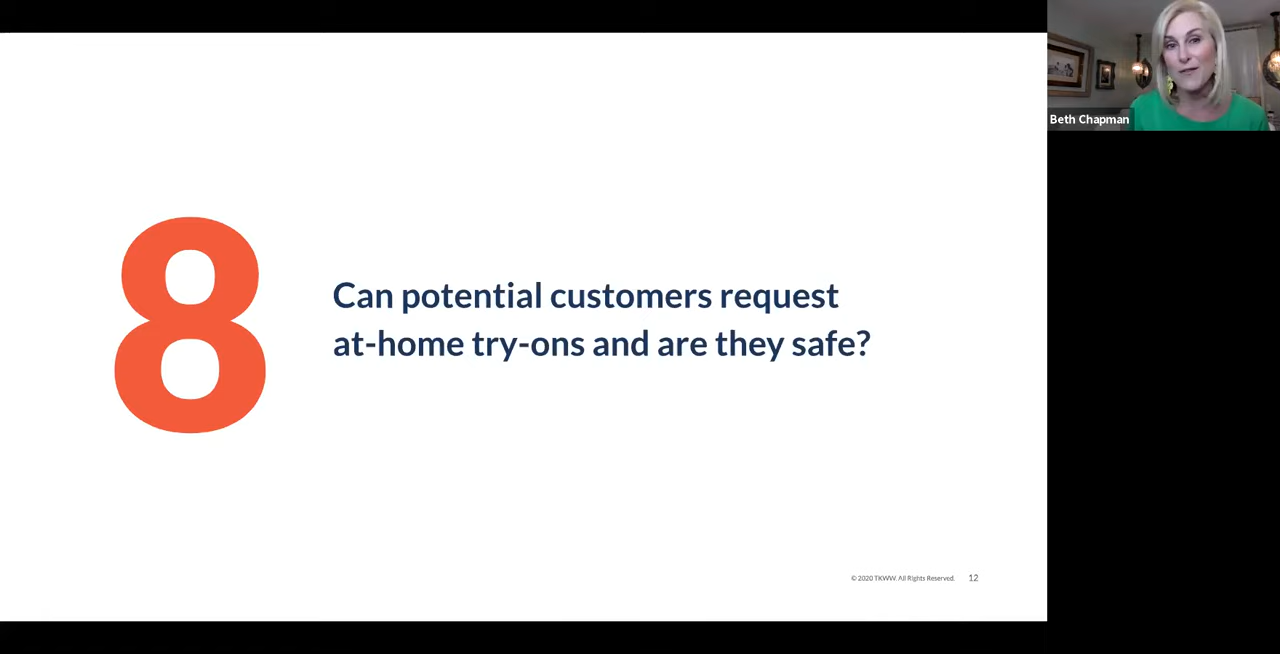 Beth Chapman
8
Can potential customers request
at-home try-ons and are they safe?
© 2020 TKWW. All Rights Reserved.
12